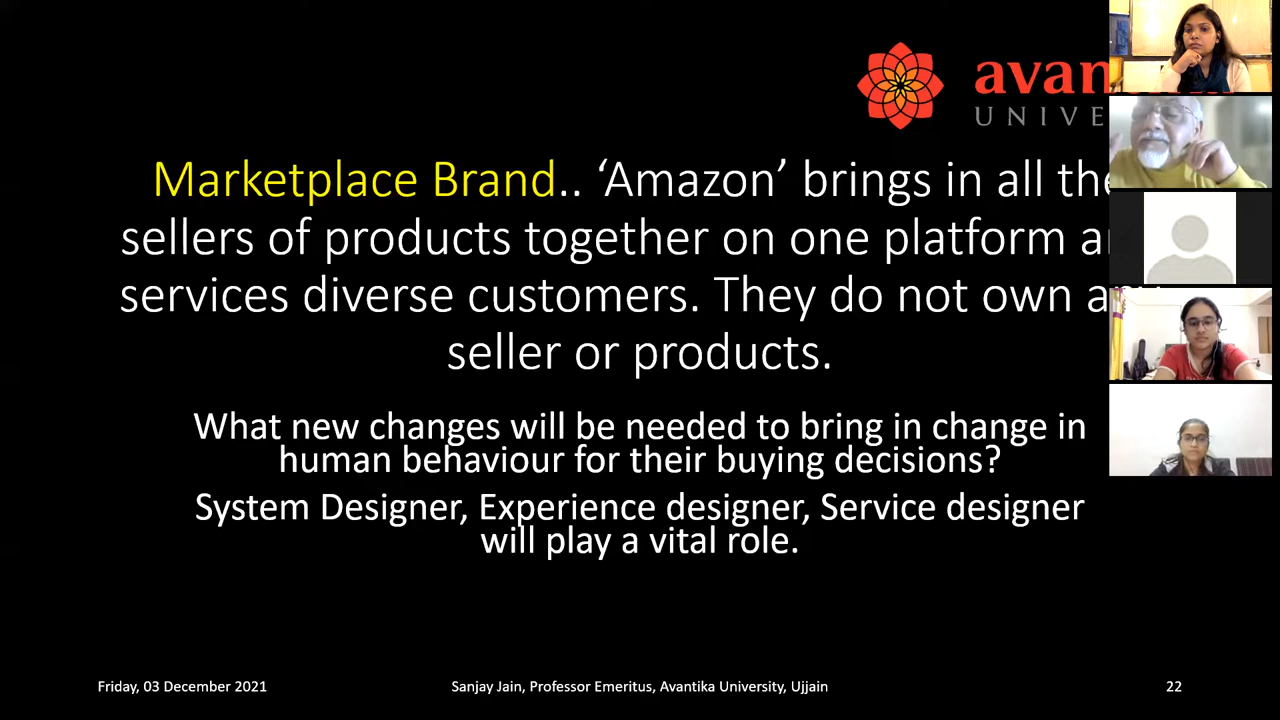 avan
UNIVE
Marketplace Brand.. ‘Amazon’ brings in all the
sellers of products together on one platform
services diverse customers. They do not own any
seller or products.
What new changes will be needed to bring in change in
human behaviour for their buying decisions?
System Designer, Experience designer, Service designer
will play a vital role.
Friday, 03 December 2021
Sanjay Jain, Professor Emeritus, Avantika University, Ujjain
22